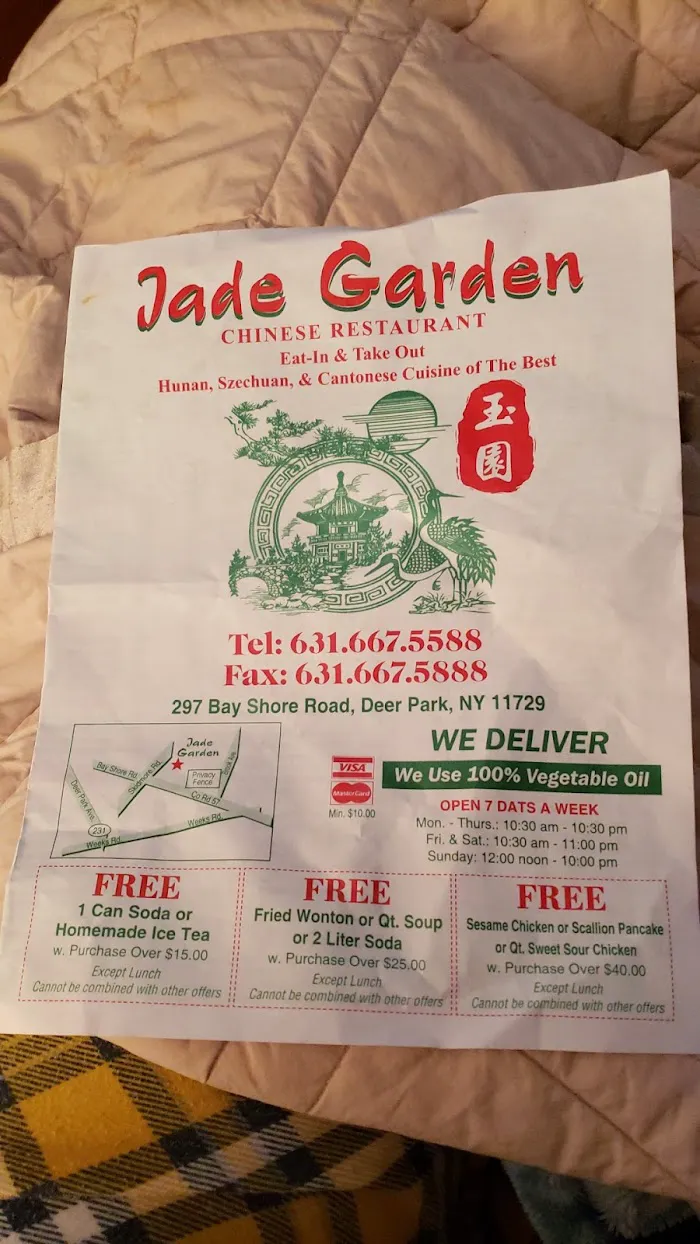 Jade Garden
CHINESE RESTAURANT
Eat-In & Take Out
Hunan, Szechuan, & Cantonese Cuisine of The Best
玉
園
Tel: 631.667.5588
Fax: 631.667.5888
297 Bay Shore Road, Deer Park, NY 11729
Jade
Garden
Bay Shore Rd.
Skidmore Rd.
Privacy
Fence
Deer Park Ave.
Co Rd 57
231
Weeks Rd.
Weeks Rd.
VISA
MasterCard
Min. $10.00
WE DELIVER
We Use 100% Vegetable Oil
OPEN 7 DATS A WEEK
Mon. - Thurs.: 10:30 am - 10:30 pm
Fri. & Sat.: 10:30 am - 11:00 pm
Sunday: 12:00 noon - 10:00 pm
FREE
1 Can Soda or
Homemade Ice Tea
w. Purchase Over $15.00
Except Lunch
Cannot be combined with other offers
FREE
Fried Wonton or Qt. Soup
or 2 Liter Soda
w. Purchase Over $25.00
Except Lunch
Cannot be combined with other offers
FREE
Sesame Chicken or Scallion Pancake
or Qt. Sweet Sour Chicken
w. Purchase Over $40.00
Except Lunch
Cannot be combined with other offers